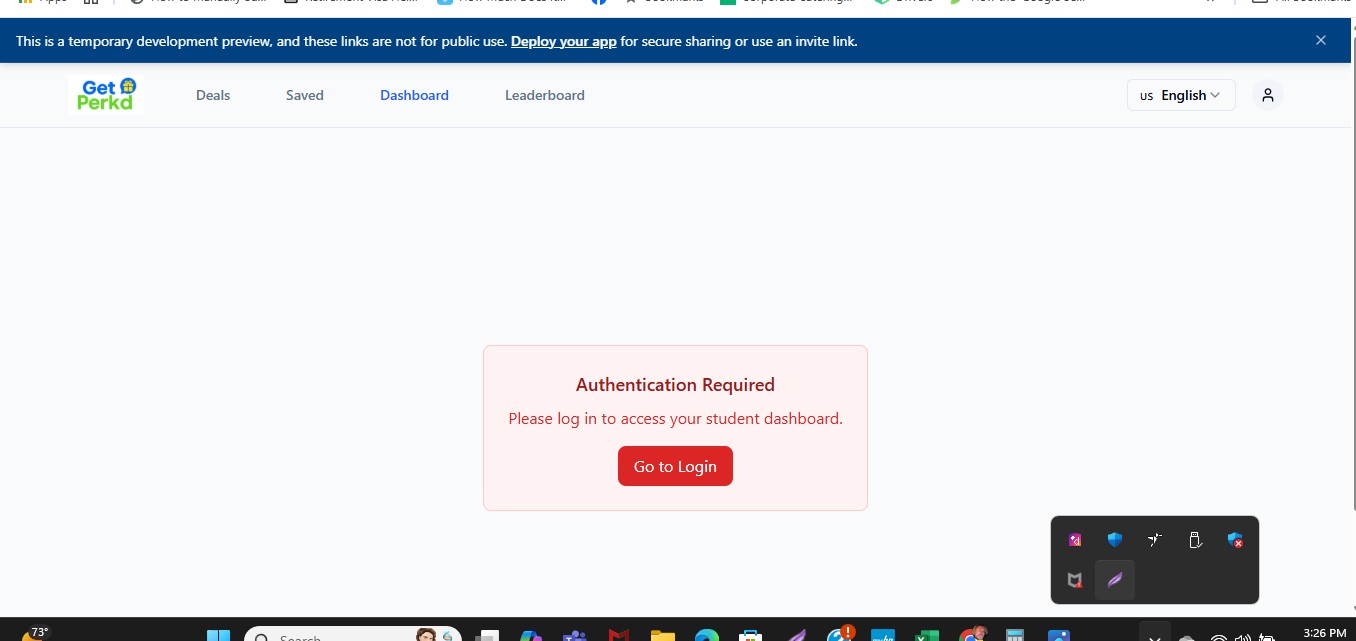 Apps
This is a temporary development preview, and these links are not for public use. Deploy your app for secure sharing or use an invite link.
Get Perkd
Deals
Saved
Dashboard
Leaderboard
us English
Authentication Required
Please log in to access your student dashboard.
Go to Login
73°
Search
3:26 PM